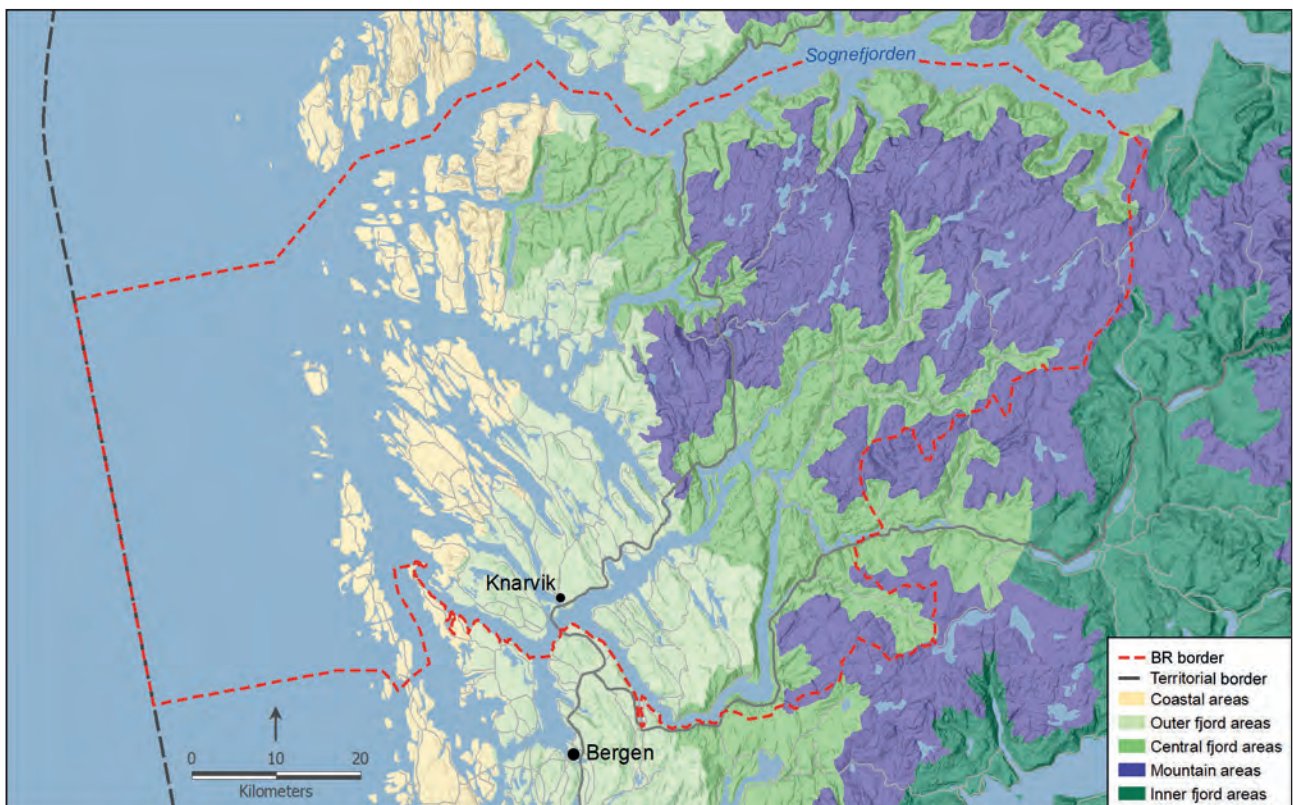 Sognefjorden
Knarvik
Bergen
0 10 20
Kilometers
BR border
Territorial border
Coastal areas
Outer fjord areas
Central fjord areas
Mountain areas
Inner fjord areas